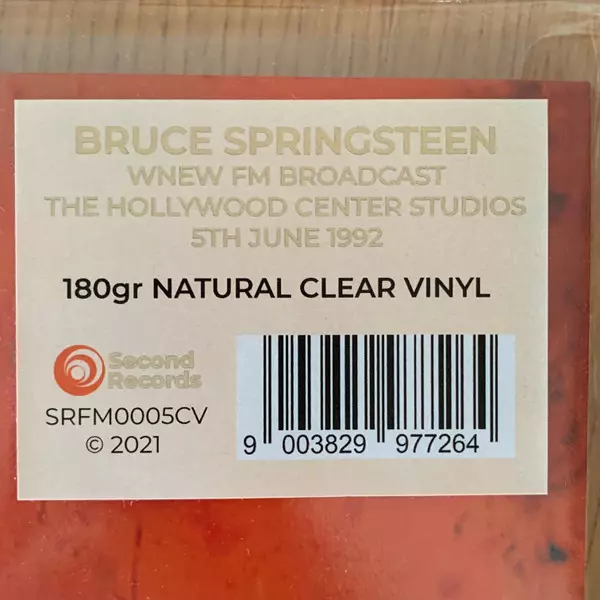 BRUCE SPRINGSTEEN
WNEW FM BROADCAST
THE HOLLYWOOD CENTER STUDIOS
5TH JUNE 1992
180gr NATURAL CLEAR VINYL
Second
Records
SRFM0005CV
© 2021
9 003829 977264